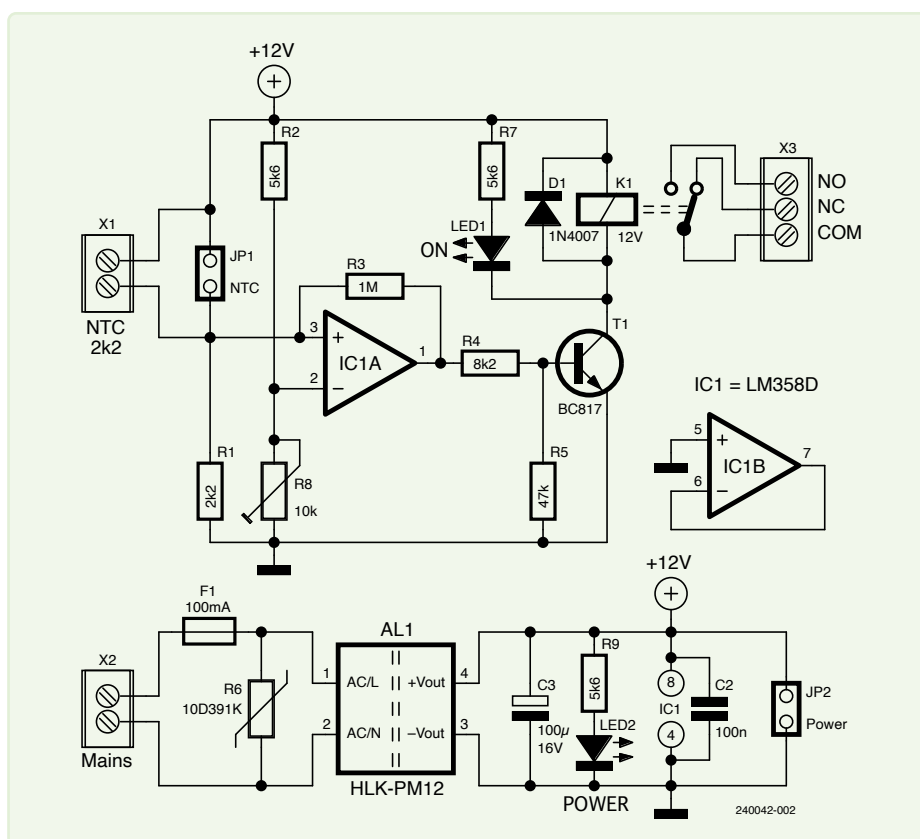 +12V
R2
5k6
R7
5k6
D1
1N4007
K1
12V
X3
NO
NC
COM
X1
NTC
2k2
JP1
NTC
LED1
ON
R3
1M
3
+
IC1A
1
2
−
R4
8k2
T1
BC817
IC1 = LM358D
5
+
IC1B
7
6
−
R1
2k2
R8
10k
R5
47k
+12V
F1
100mA
AL1
X2
Mains
R6
10D391K
1
AC/L
+Vout
4
2
AC/N
−Vout
3
HLK-PM12
C3
100µ
16V
R9
5k6
LED2
POWER
8
IC1
4
C2
100n
JP2
Power
240042-002